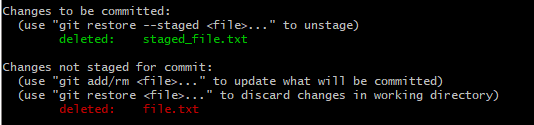 Changes to be committed:
  (use "git restore --staged <file>..." to unstage)
        deleted:    staged_file.txt

Changes not staged for commit:
  (use "git add/rm <file>..." to update what will be committed)
  (use "git restore <file>..." to discard changes in working directory)
        deleted:    file.txt